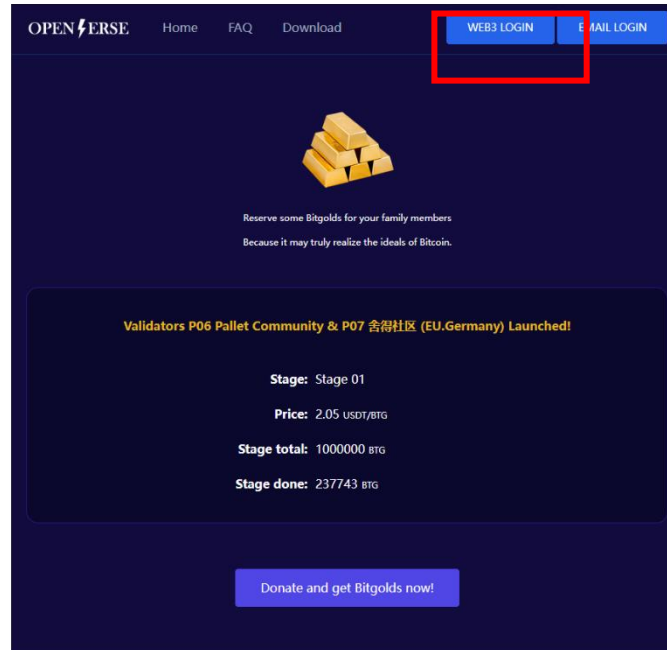 OPEN⚡ERSE Home FAQ Download WEB3 LOGIN EMAIL LOGIN
Reserve some Bitgolds for your family members
Because it may truly realize the ideals of Bitcoin.
Validators P06 Pallet Community & P07 舍得社区 (EU.Germany) Launched!
Stage: Stage 01
Price: 2.05 USDT/BTG
Stage total: 1000000 BTG
Stage done: 237743 BTG
Donate and get Bitgolds now!